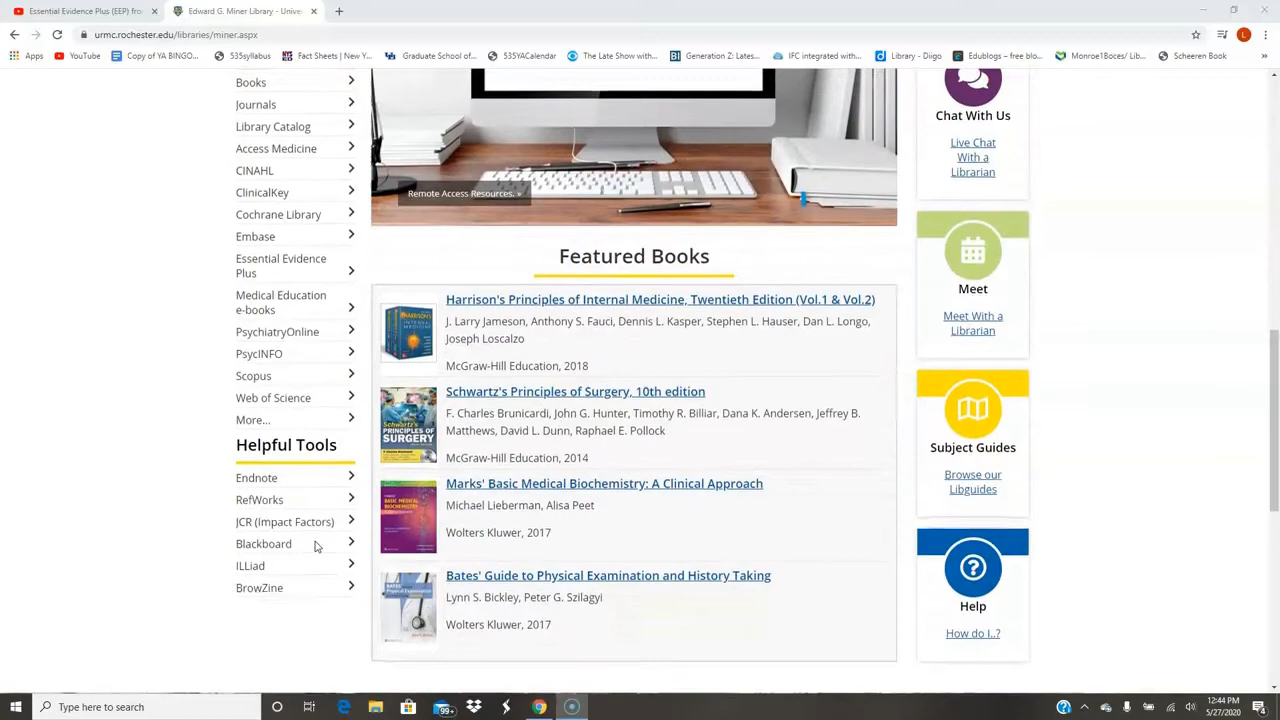 Essential Evidence Plus (EEP) fro
Edward G. Miner Library - Unive
urmc.rochester.edu/libraries/miner.aspx
L
Apps
YouTube
Copy of YA BINGO...
535syllabus
Fact Sheets | New Y...
Graduate School of...
535YACalendar
The Late Show with...
Generation Z: Lates...
IFC integrated with...
Library - Diigo
Edublogs – free blo...
Monroe1Boces/ Lib...
Scheeren Book
»
Books
Journals
Library Catalog
Access Medicine
CINAHL
ClinicalKey
Cochrane Library
Embase
Essential Evidence
Plus
Medical Education
e-books
PsychiatryOnline
PsycINFO
Scopus
Web of Science
More...
Helpful Tools
Endnote
RefWorks
JCR (Impact Factors)
Blackboard
ILLiad
BrowZine
Remote Access Resources. »
Featured Books
Harrison's Principles of Internal Medicine, Twentieth Edition (Vol.1 & Vol.2)
J. Larry Jameson, Anthony S. Fauci, Dennis L. Kasper, Stephen L. Hauser, Dan L. Longo,
Joseph Loscalzo
McGraw-Hill Education, 2018
Schwartz's Principles of Surgery, 10th edition
F. Charles Brunicardi, John G. Hunter, Timothy R. Billiar, Dana K. Andersen, Jeffrey B.
Matthews, David L. Dunn, Raphael E. Pollock
McGraw-Hill Education, 2014
Marks' Basic Medical Biochemistry: A Clinical Approach
Michael Lieberman, Alisa Peet
Wolters Kluwer, 2017
Bates' Guide to Physical Examination and History Taking
Lynn S. Bickley, Peter G. Szilagyi
Wolters Kluwer, 2017
Chat With Us
Live Chat
With a
Librarian
Meet
Meet With a
Librarian
Subject Guides
Browse our
Libguides
Help
How do I..?
Type here to search
99+
12:44 PM
5/27/2020